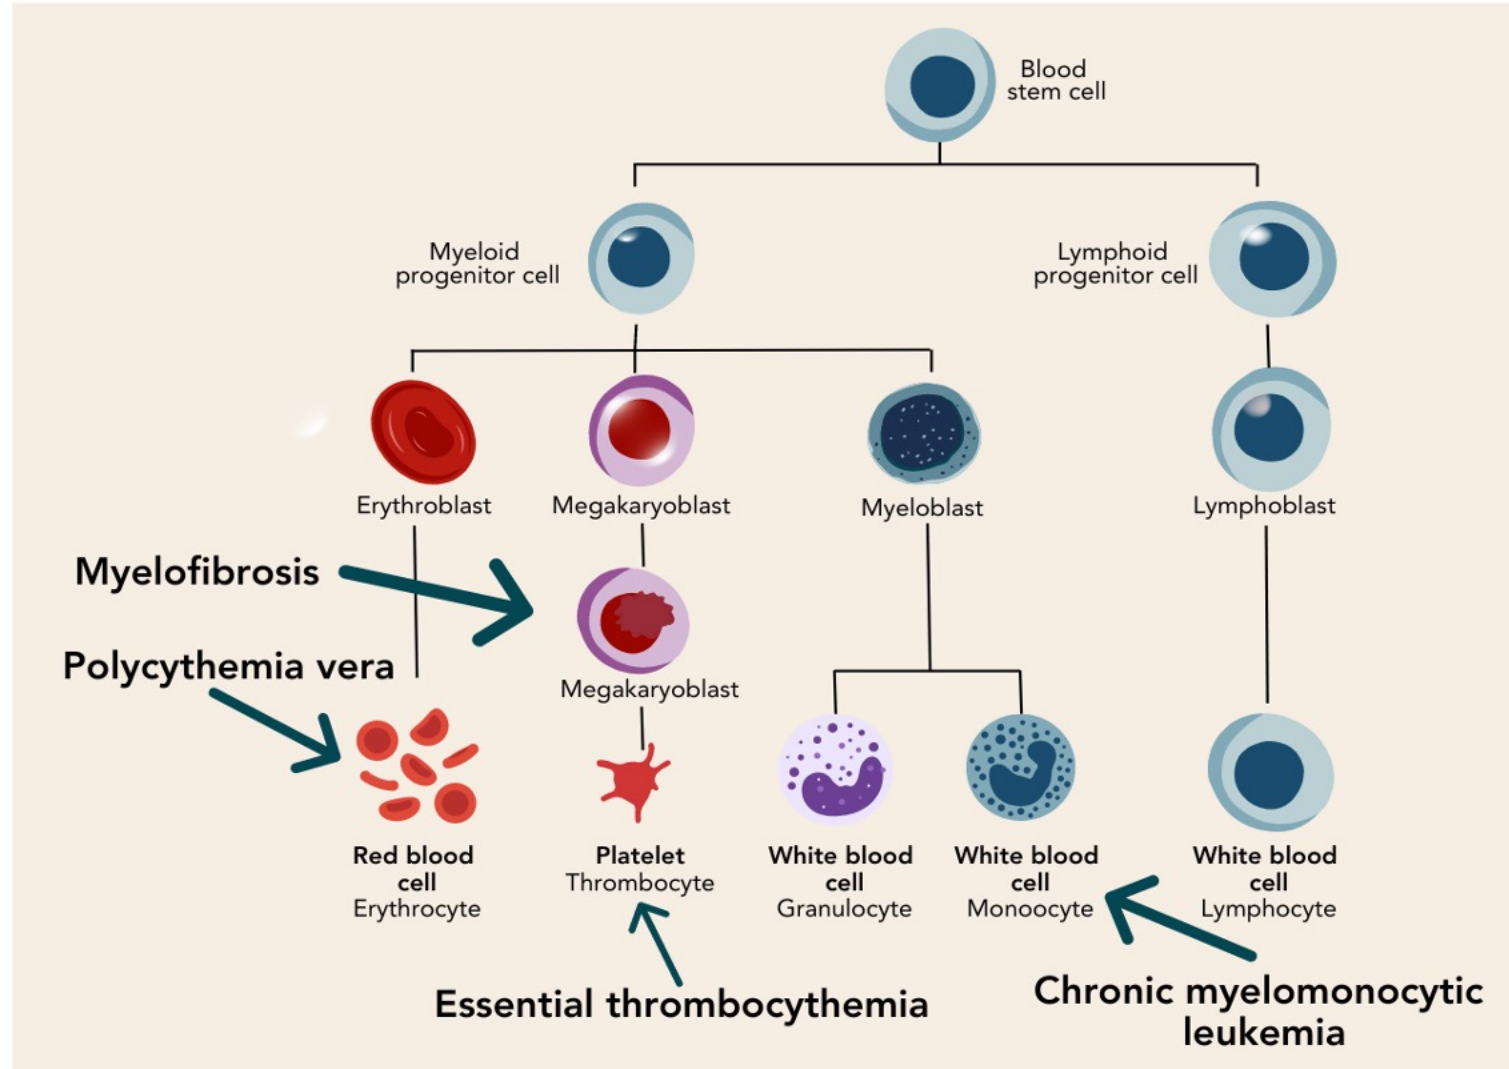 Blood
stem cell
Myeloid
progenitor cell
Lymphoid
progenitor cell
Erythroblast
Megakaryoblast
Myeloblast
Lymphoblast
Myelofibrosis
Polycythemia vera
Megakaryoblast
Red blood
cell
Erythrocyte
Platelet
Thrombocyte
White blood
cell
Granulocyte
White blood
cell
Monoocyte
White blood
cell
Lymphocyte
Essential thrombocythemia
Chronic myelomonocytic
leukemia